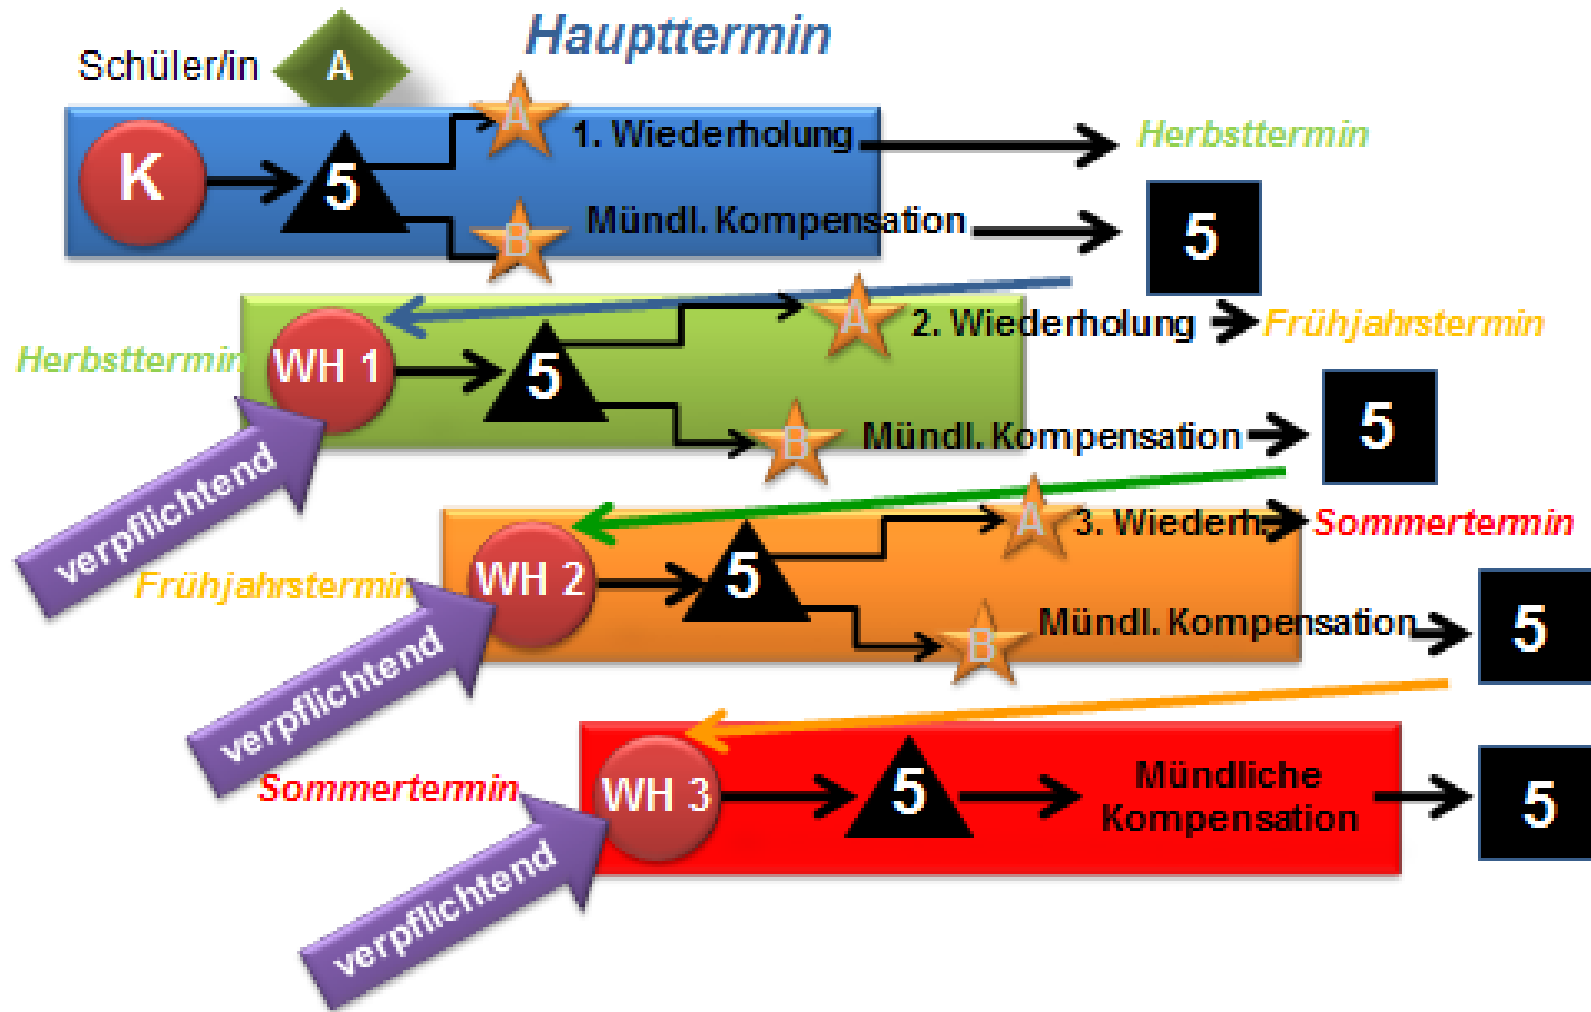 Haupttermin
Schüler/in
A
A
1. Wiederholung
Herbsttermin
K
5
B
Mündl. Kompensation
5
A
2. Wiederholung
Frühjahrstermin
Herbsttermin
WH 1
5
B
Mündl. Kompensation
5
verpflichtend
A
3. Wiederh.
Sommertermin
Frühjahrstermin
WH 2
5
B
Mündl. Kompensation
5
verpflichtend
Sommertermin
WH 3
5
Mündliche
Kompensation
5
verpflichtend